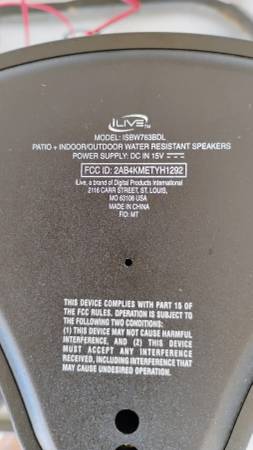 iLIVE™
MODEL: ISBW763BDL
PATIO + INDOOR/OUTDOOR WATER RESISTANT SPEAKERS
POWER SUPPLY: DC IN 15V ⎓
FCC ID: 2AB4KMETYH1292
iLive, a brand of Digital Products International
2116 CARR STREET, ST. LOUIS,
MO 63106 USA
MADE IN CHINA
FID: MT
THIS DEVICE COMPLIES WITH PART 15 OF
THE FCC RULES. OPERATION IS SUBJECT TO
THE FOLLOWING TWO CONDITIONS:
(1) THIS DEVICE MAY NOT CAUSE HARMFUL
INTERFERENCE, AND (2) THIS DEVICE
MUST ACCEPT ANY INTERFERENCE
RECEIVED, INCLUDING INTERFERENCE THAT
MAY CAUSE UNDESIRED OPERATION.